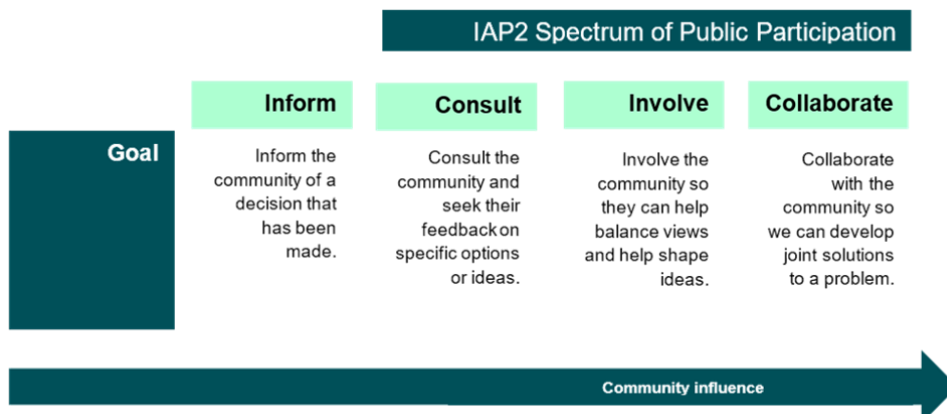 IAP2 Spectrum of Public Participation
Inform
Consult
Involve
Collaborate
Goal
Inform the
community of a
decision that
has been
made.
Consult the
community and
seek their
feedback on
specific options
or ideas.
Involve the
community so
they can help
balance views
and help shape
ideas.
Collaborate
with the
community so
we can develop
joint solutions
to a problem.
Community influence